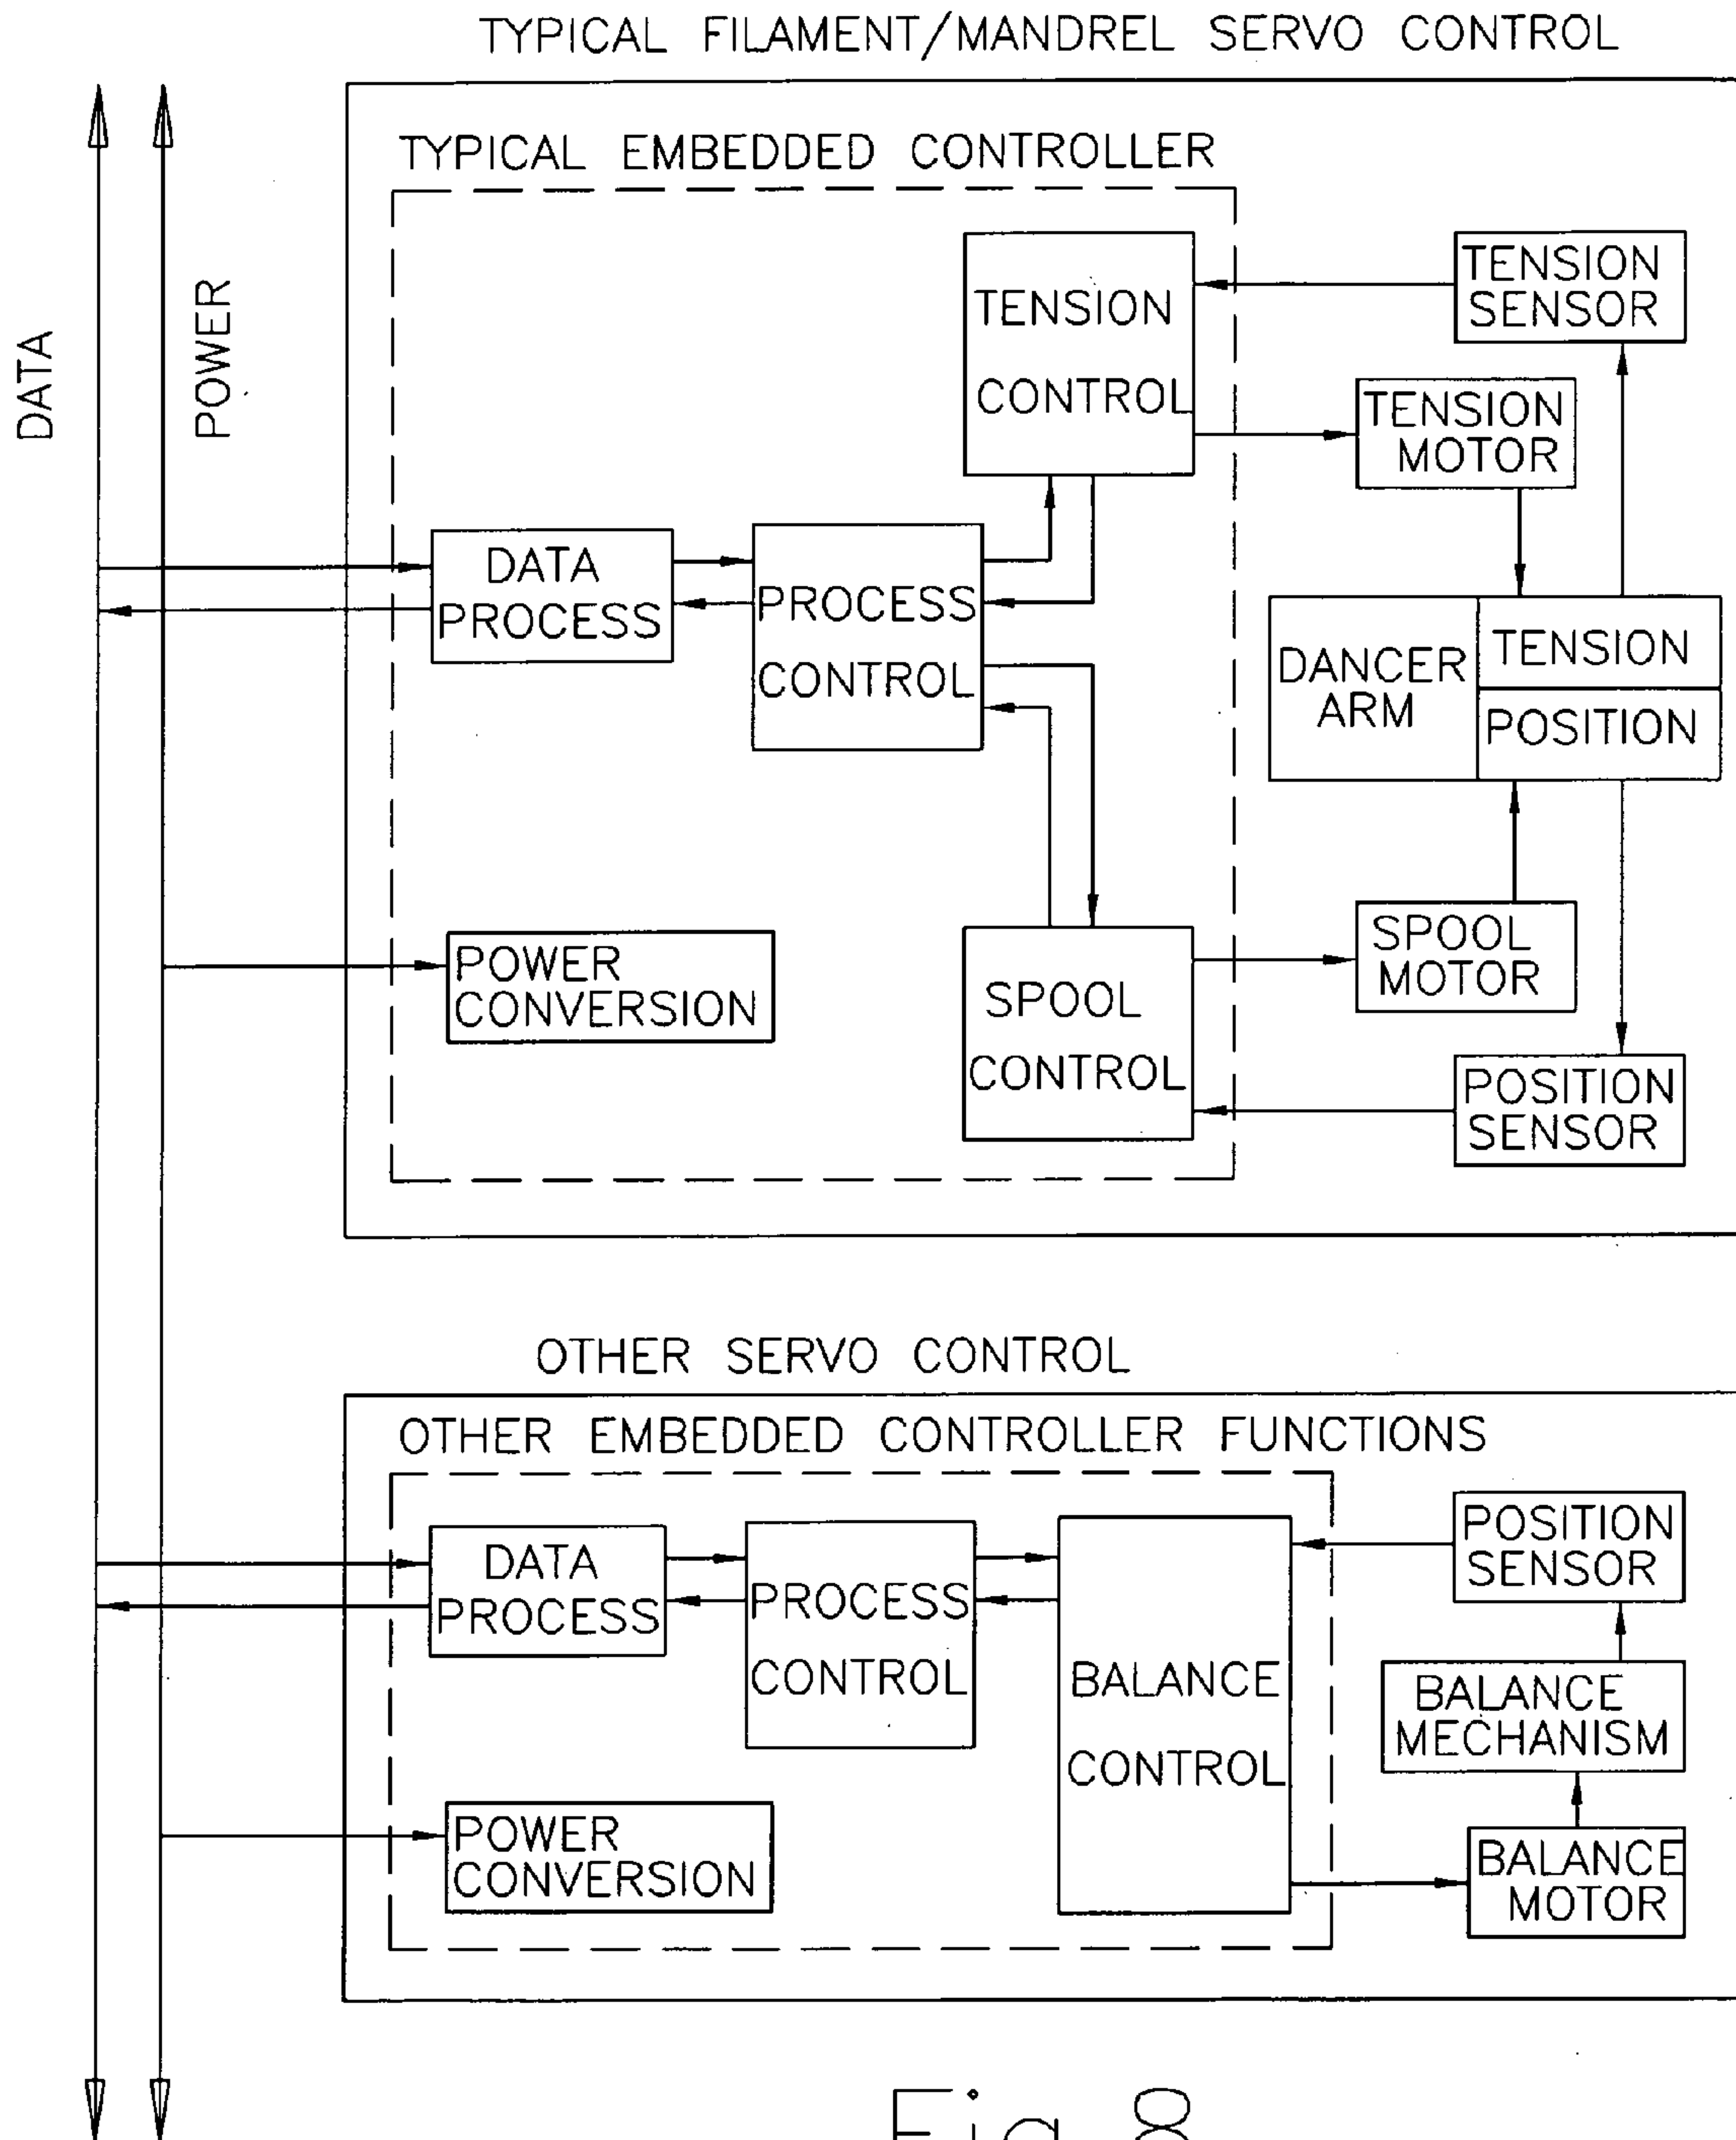 TYPICAL FILAMENT/MANDREL SERVO CONTROL
DATA
POWER
TYPICAL EMBEDDED CONTROLLER
TENSION
CONTROL
TENSION
SENSOR
TENSION
MOTOR
DATA
PROCESS
PROCESS
CONTROL
DANCER
ARM
TENSION
POSITION
POWER
CONVERSION
SPOOL
CONTROL
SPOOL
MOTOR
POSITION
SENSOR
OTHER SERVO CONTROL
OTHER EMBEDDED CONTROLLER FUNCTIONS
DATA
PROCESS
PROCESS
CONTROL
BALANCE
CONTROL
POSITION
SENSOR
BALANCE
MECHANISM
BALANCE
MOTOR
POWER
CONVERSION
Fig 8